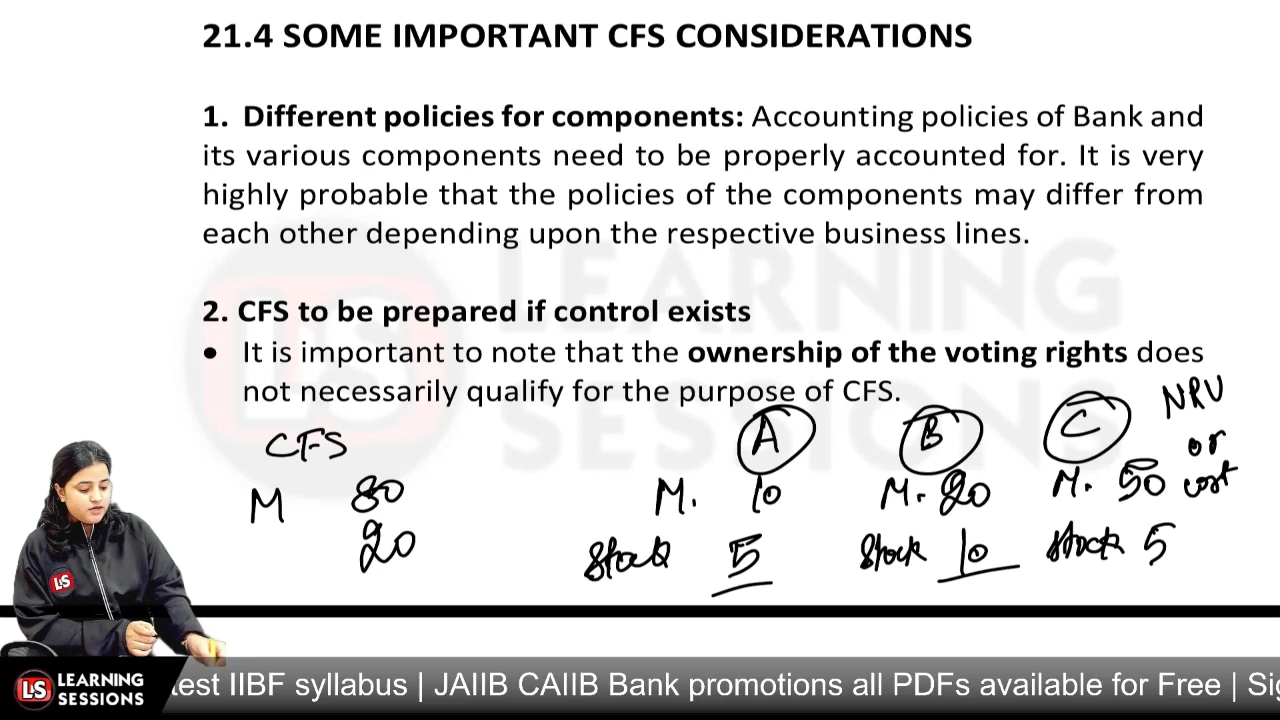 21.4 SOME IMPORTANT CFS CONSIDERATIONS
1. Different policies for components: Accounting policies of Bank and
its various components need to be properly accounted for. It is very
highly probable that the policies of the components may differ from
each other depending upon the respective business lines.
2. CFS to be prepared if control exists
• It is important to note that the ownership of the voting rights does
not necessarily qualify for the purpose of CFS.
CFS
M 80
20
A
M. 10
Stock 5
B
M. 20
Stock 10
C
M. 50
Stock 5
NRV
or
cost
LS
LEARNING
SESSIONS
LS LEARNING
SESSIONS
test IIBF syllabus | JAIIB CAIIB Bank promotions all PDFs available for Free | Sig